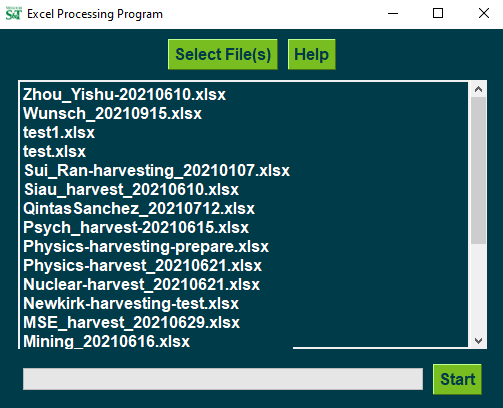 S&T Excel Processing Program
Select File(s) Help
Zhou_Yishu-20210610.xlsx
Wunsch_20210915.xlsx
test1.xlsx
test.xlsx
Sui_Ran-harvesting_20210107.xlsx
Siau_harvest_20210610.xlsx
QintasSanchez_20210712.xlsx
Psych_harvest-20210615.xlsx
Physics-harvesting-prepare.xlsx
Physics-harvest_20210621.xlsx
Nuclear-harvest_20210621.xlsx
Newkirk-harvesting-test.xlsx
MSE_harvest_20210629.xlsx
Mining_20210616.xlsx
Start